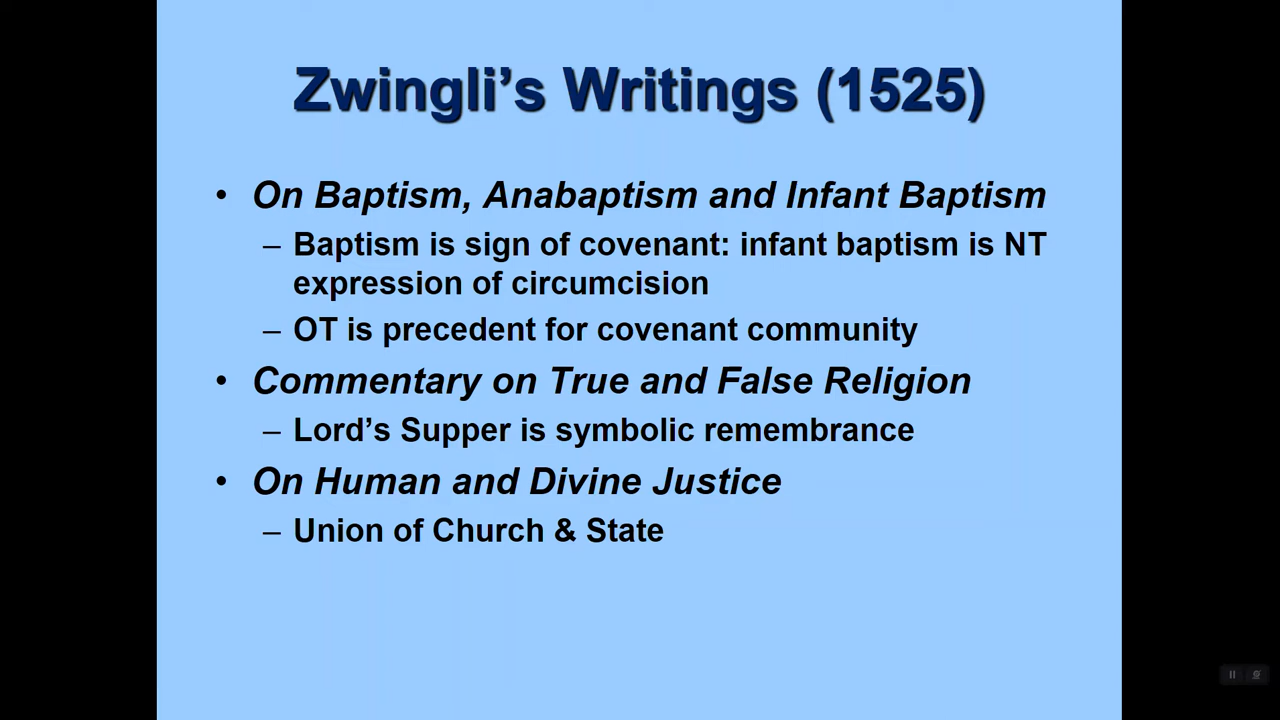 Zwingli’s Writings (1525)
• On Baptism, Anabaptism and Infant Baptism
– Baptism is sign of covenant: infant baptism is NT
expression of circumcision
– OT is precedent for covenant community
• Commentary on True and False Religion
– Lord’s Supper is symbolic remembrance
• On Human and Divine Justice
– Union of Church & State